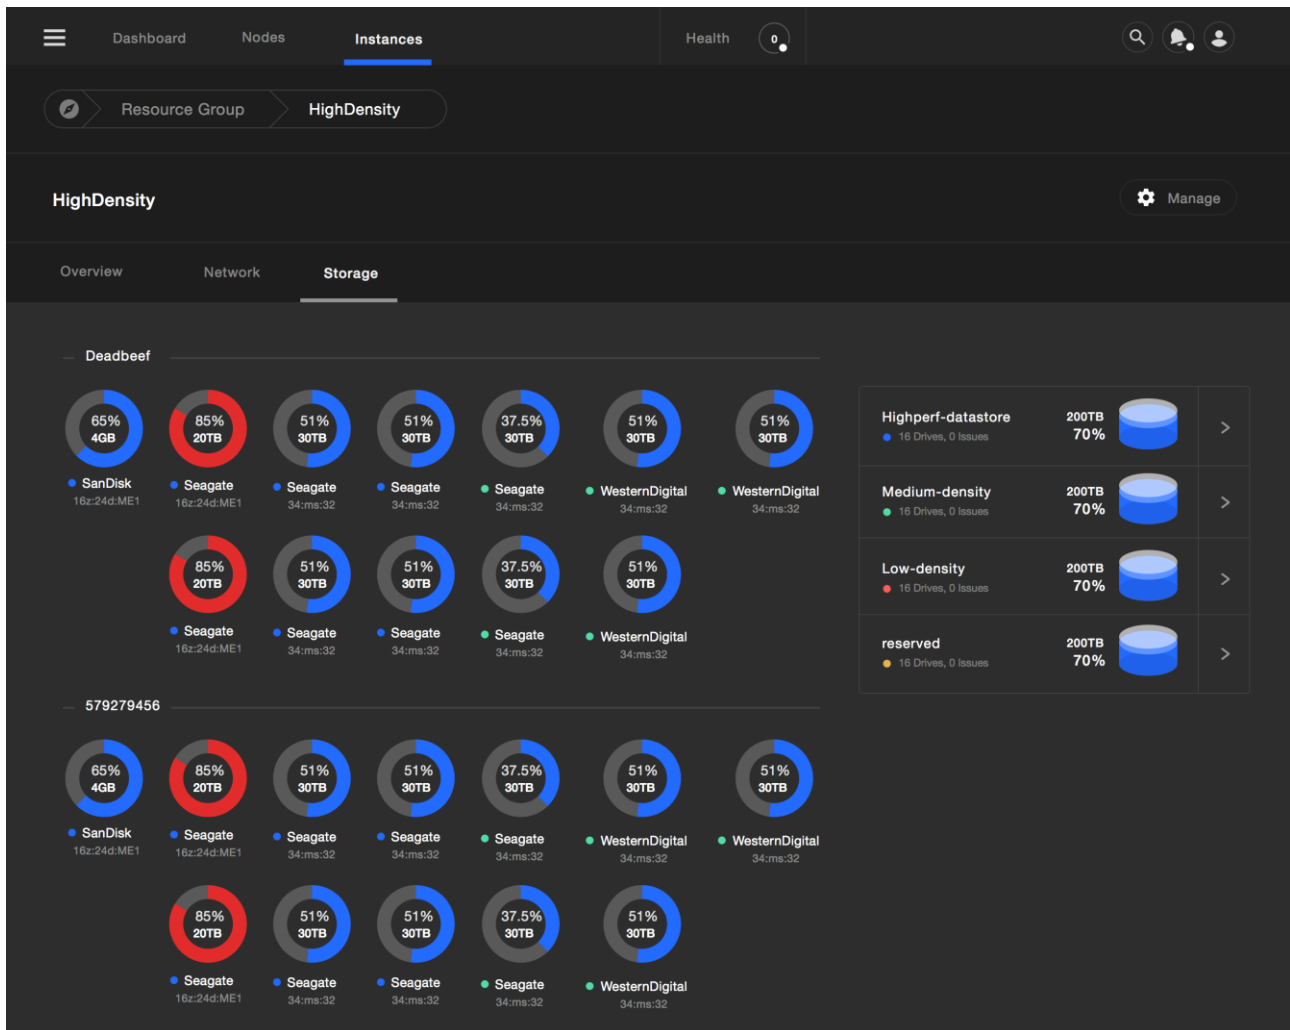 Dashboard Nodes Instances Health 0
Resource Group HighDensity
HighDensity
Manage
Overview Network Storage
Deadbeef
65% 85% 51% 51% 37.5% 51% 51%
4GB 20TB 30TB 30TB 30TB 30TB 30TB
SanDisk Seagate Seagate Seagate Seagate WesternDigital WesternDigital
16z:24d:ME1 16z:24d:ME1 34:ms:32 34:ms:32 34:ms:32 34:ms:32 34:ms:32
85% 51% 51% 37.5% 51%
20TB 30TB 30TB 30TB 30TB
Seagate Seagate Seagate Seagate WesternDigital
16z:24d:ME1 34:ms:32 34:ms:32 34:ms:32 34:ms:32
579279456
65% 85% 51% 51% 37.5% 51% 51%
4GB 20TB 30TB 30TB 30TB 30TB 30TB
SanDisk Seagate Seagate Seagate Seagate WesternDigital WesternDigital
16z:24d:ME1 16z:24d:ME1 34:ms:32 34:ms:32 34:ms:32 34:ms:32 34:ms:32
85% 51% 51% 37.5% 51%
20TB 30TB 30TB 30TB 30TB
Seagate Seagate Seagate Seagate WesternDigital
16z:24d:ME1 34:ms:32 34:ms:32 34:ms:32 34:ms:32
Highperf-datastore 200TB
16 Drives, 0 Issues 70%
Medium-density 200TB
16 Drives, 0 Issues 70%
Low-density 200TB
16 Drives, 0 Issues 70%
reserved 200TB
16 Drives, 0 Issues 70%